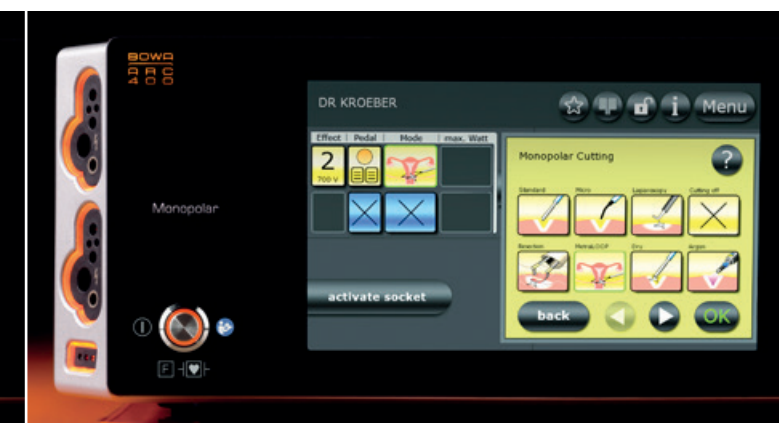 BOWA
ARC
400
Monopolar
DR KROEBER
i Menu
Effect Pedal Mode max. Watt
2
700 V
activate socket
Monopolar Cutting
?
Standard Micro Laparoscopy Cutting off
Resection MetraLOOP Dry Argon
back OK
F